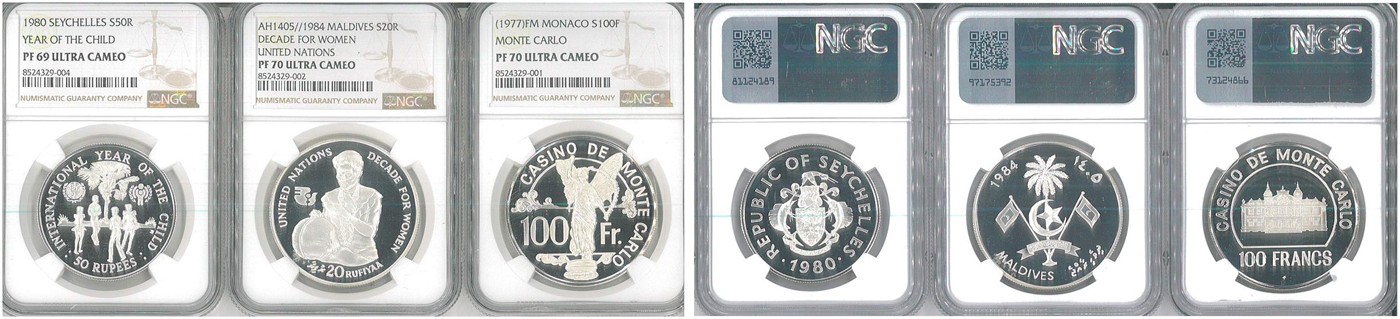 1980 SEYCHELLES S50R
YEAR OF THE CHILD
PF 69 ULTRA CAMEO
8524329-004
NUMISMATIC GUARANTY COMPANY NGC
INTERNATIONAL YEAR OF THE CHILD
50 RUPEES
AH1405//1984 MALDIVES S20R
DECADE FOR WOMEN
UNITED NATIONS
PF 70 ULTRA CAMEO
8524329-002
NUMISMATIC GUARANTY COMPANY NGC
UNITED NATIONS DECADE FOR WOMEN
20 RUFIYAA
(1977)FM MONACO S100F
MONTE CARLO
PF 70 ULTRA CAMEO
8524329-001
NUMISMATIC GUARANTY COMPANY NGC
CASINO DE MONTE CARLO
100 Fr.
NGC
81124189
REPUBLIC OF SEYCHELLES
·1980·
NGC
97175392
1984 ١٤٠٥
MALDIVES
NGC
73124866
CASINO DE MONTE CARLO
100 FRANCS